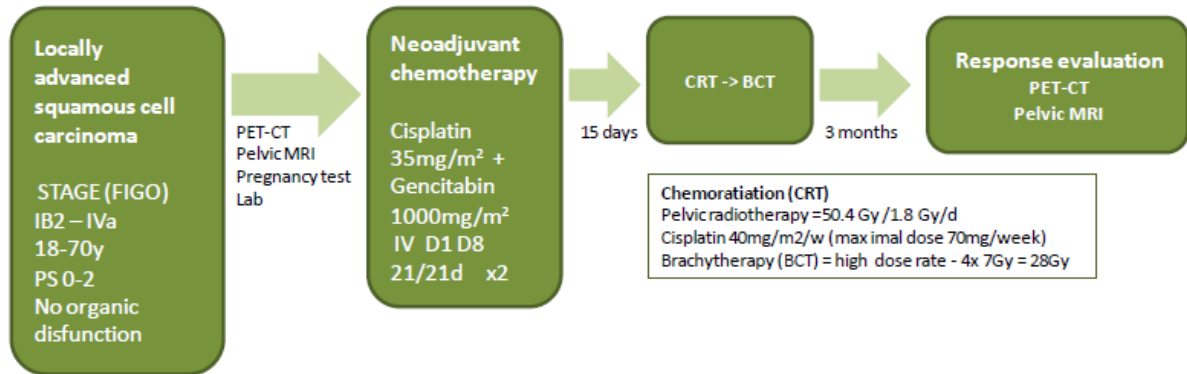 Locally
advanced
squamous cell
carcinoma
STAGE (FIGO)
IB2 – IVa
18-70y
PS 0-2
No organic
disfunction
PET-CT
Pelvic MRI
Pregnancy test
Lab
Neoadjuvant
chemotherapy
Cisplatin
35mg/m² +
Gencitabin
1000mg/m²
IV D1 D8
21/21d x2
15 days
CRT -> BCT
3 months
Response evaluation
PET-CT
Pelvic MRI
Chemoratiation (CRT)
Pelvic radiotherapy =50.4 Gy /1.8 Gy/d
Cisplatin 40mg/m2/w (maximal dose 70mg/week)
Brachytherapy (BCT) = high dose rate - 4x 7Gy = 28Gy